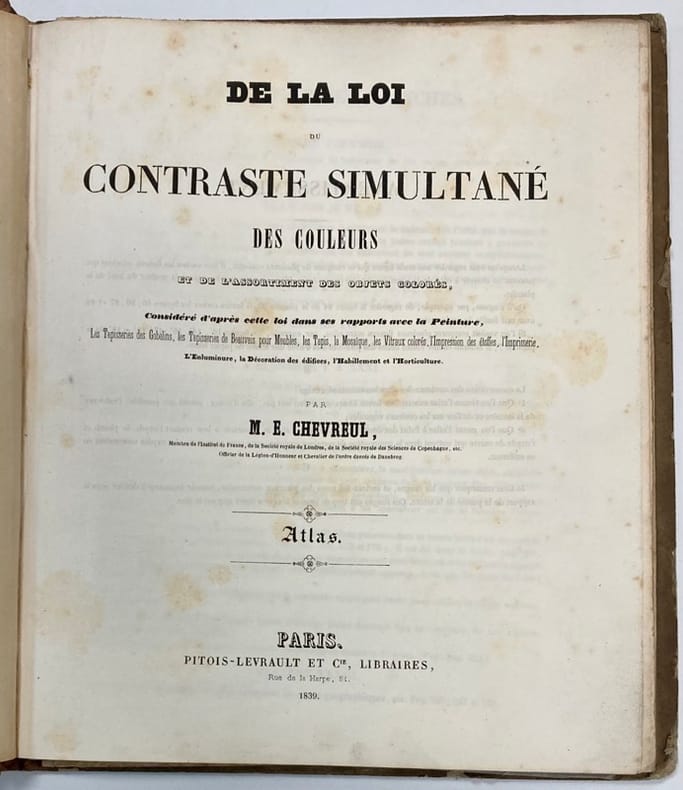 DE LA LOI
DU
CONTRASTE SIMULTANÉ
DES COULEURS
ET DE L'ASSORTIMENT DES OBJETS COLORÉS,
Considéré d'après cette loi dans ses rapports avec la Peinture,
Les Tapisseries des Gobelins, les Tapisseries de Beauvais pour Meubles, les Tapis, la Mosaïque, les Vitraux colorés, l'Impression des étoffes, l'Imprimerie,
L'Enluminure, la Décoration des édifices, l'Habillement et l'Horticulture.
PAR
M. E. CHEVREUL,
Membre de l'Institut de France, de la Société royale de Londres, de la Société royale des Sciences de Copenhague, etc.
Officier de la Légion-d'Honneur et Chevalier de l'ordre danois de Danebrog.
Atlas.
PARIS.
PITOIS-LEVRAULT ET Cie, LIBRAIRES,
Rue de la Harpe, 81.
1839.